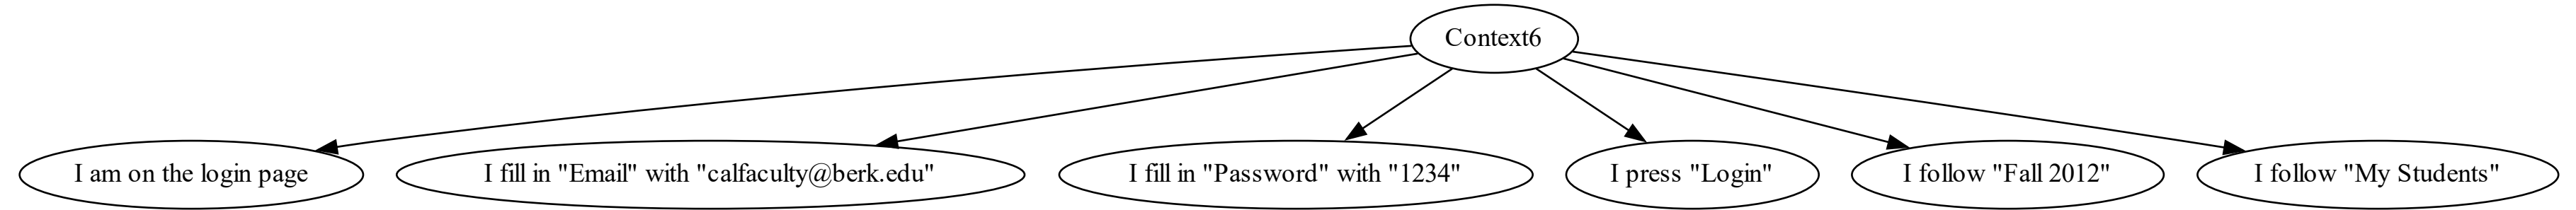 Context6
I am on the login page
I fill in "Email" with "calfaculty@berk.edu"
I fill in "Password" with "1234"
I press "Login"
I follow "Fall 2012"
I follow "My Students"